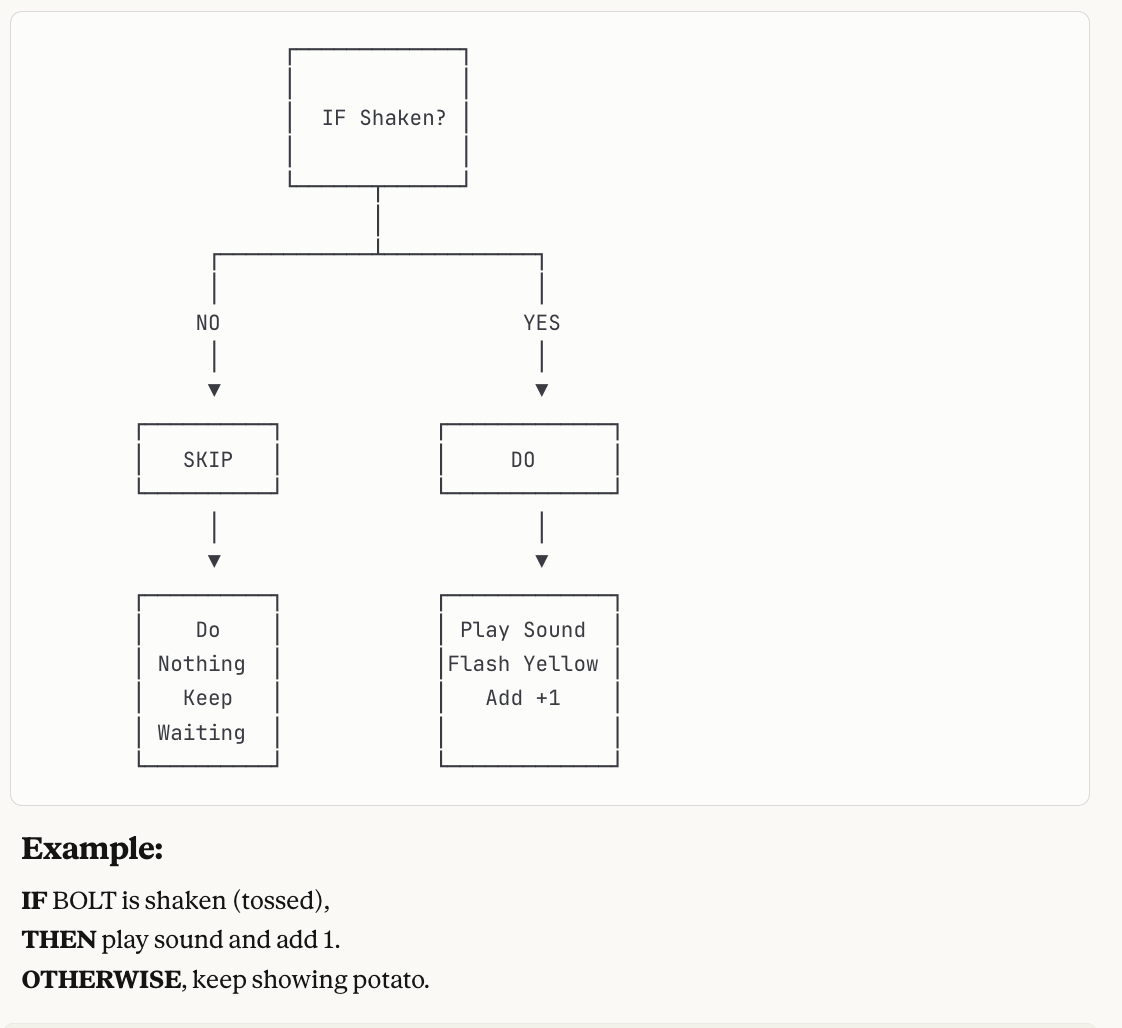 IF Shaken?
NO YES
SKIP DO
Do Play Sound
Nothing Flash Yellow
Keep Add +1
Waiting
Example:
IF BOLT is shaken (tossed),
THEN play sound and add 1.
OTHERWISE, keep showing potato.